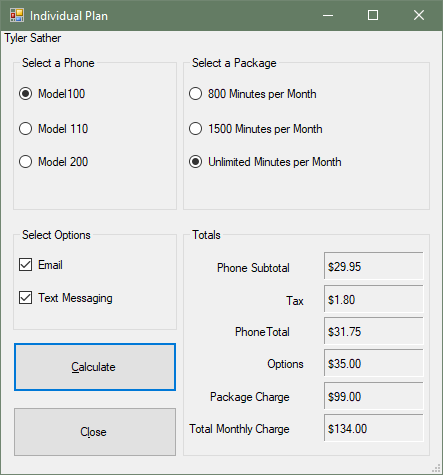 Individual Plan
Tyler Sather
Select a Phone
Model100
Model 110
Model 200
Select a Package
800 Minutes per Month
1500 Minutes per Month
Unlimited Minutes per Month
Select Options
Email
Text Messaging
Calculate
Close
Totals
Phone Subtotal $29.95
Tax $1.80
PhoneTotal $31.75
Options $35.00
Package Charge $99.00
Total Monthly Charge $134.00